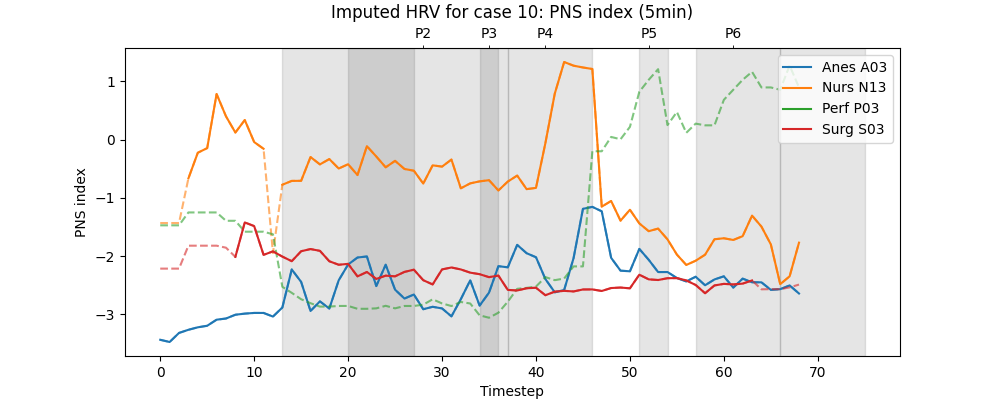 Imputed HRV for case 10: PNS index (5min)
P2 P3 P4 P5 P6
Anes A03
Nurs N13
Perf P03
Surg S03
PNS index
1
0
−1
−2
−3
0 10 20 30 40 50 60 70
Timestep